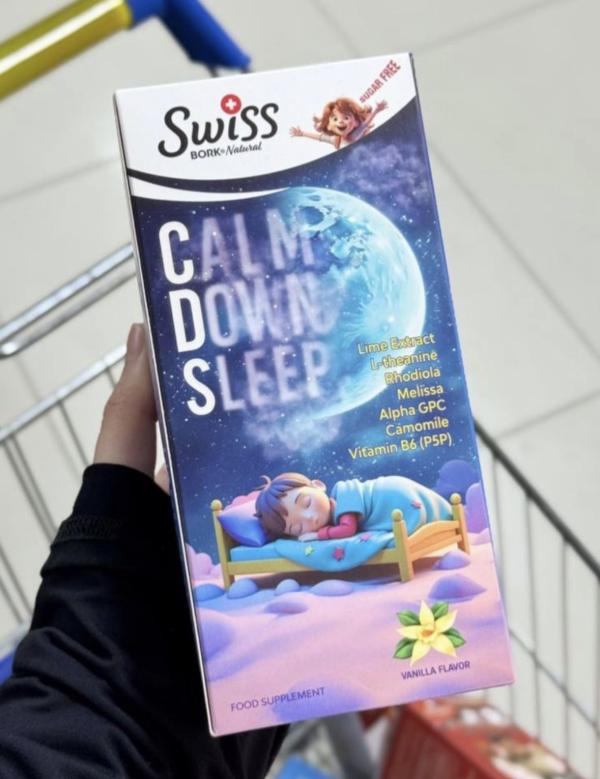 Swiss
BORK® Natural
SUGAR FREE
CALM
DOWN
SLEEP
Lime Extract
L-theanine
Rhodiola
Melissa
Alpha GPC
Camomile
Vitamin B6 (P5P)
VANILLA FLAVOR
FOOD SUPPLEMENT